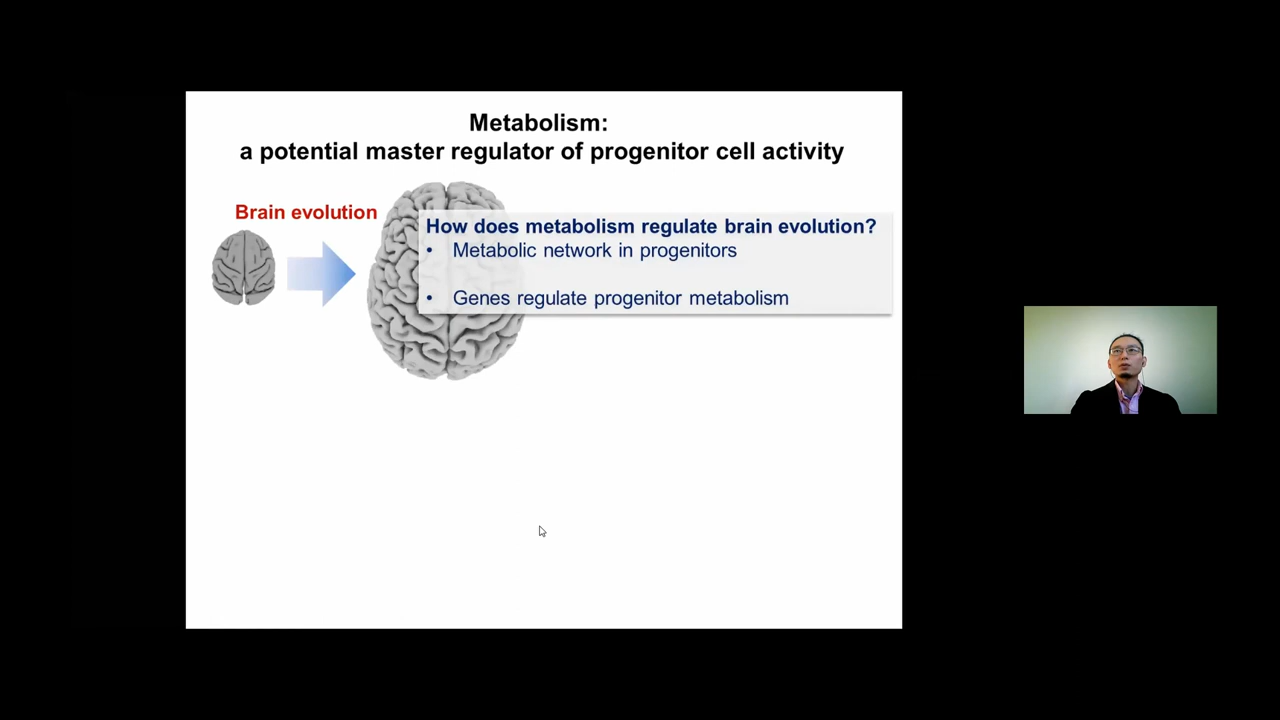 Metabolism:
a potential master regulator of progenitor cell activity
Brain evolution
How does metabolism regulate brain evolution?
• Metabolic network in progenitors
• Genes regulate progenitor metabolism